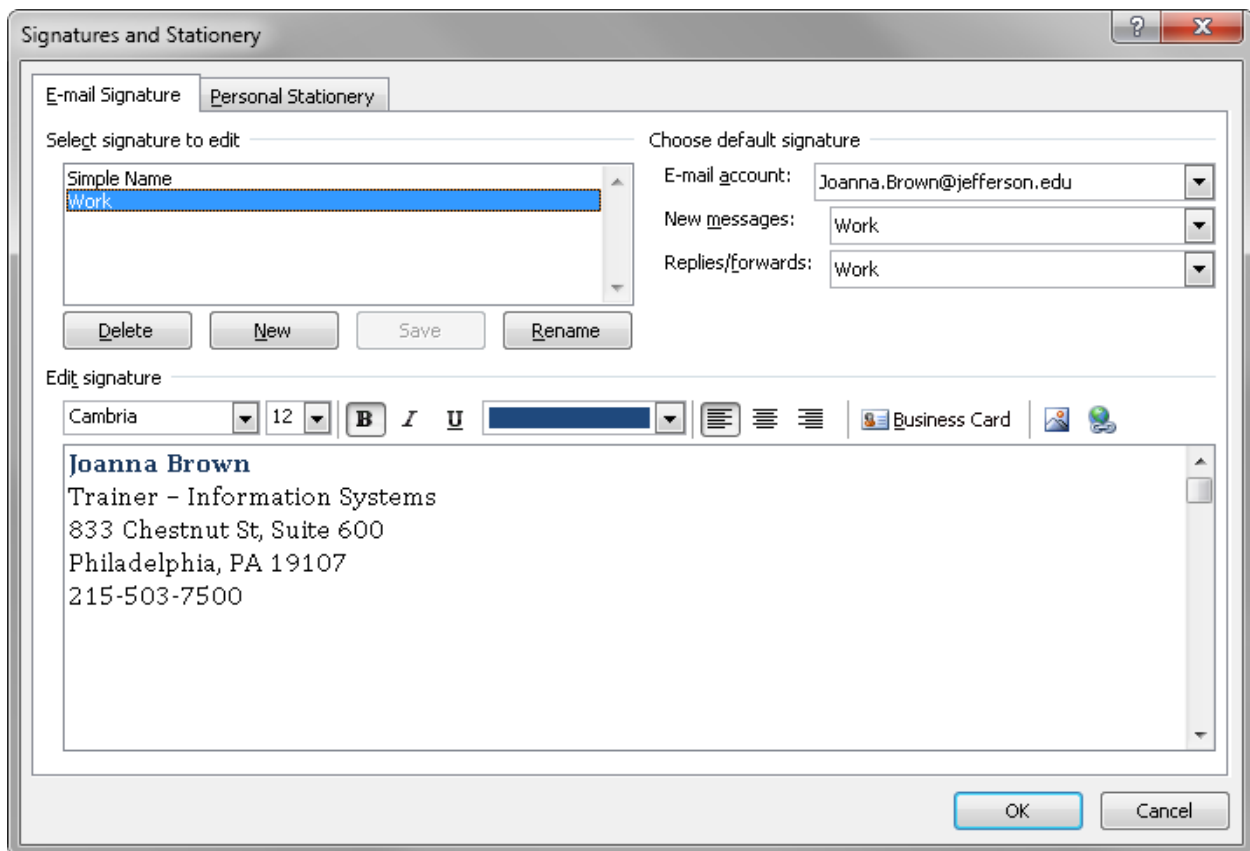 Signatures and Stationery
E-mail Signature
Personal Stationery
Select signature to edit
Simple Name
Work
Delete
New
Save
Rename
Choose default signature
E-mail account:
Joanna.Brown@jefferson.edu
New messages:
Work
Replies/forwards:
Work
Edit signature
Cambria
12
B
I
U
Business Card
Joanna Brown
Trainer – Information Systems
833 Chestnut St, Suite 600
Philadelphia, PA 19107
215-503-7500
OK
Cancel